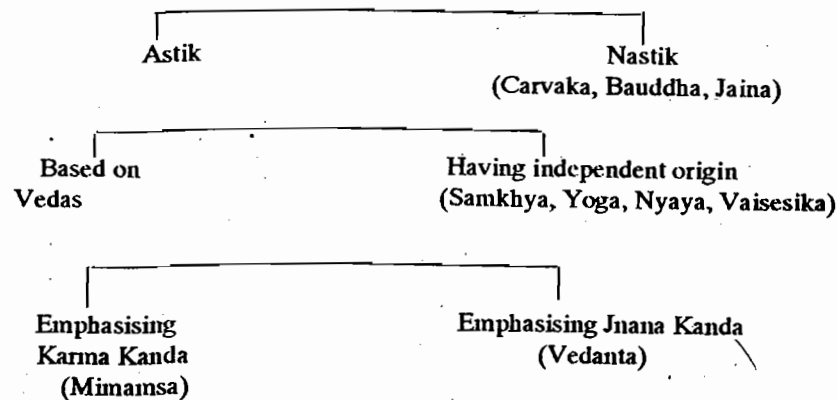 Astik Nastik
(Carvaka, Bauddha, Jaina)
Based on Having independent origin
Vedas (Samkhya, Yoga, Nyaya, Vaisesika)
Emphasising Emphasising Jnana Kanda
Karma Kanda (Vedanta)
(Mimamsa)